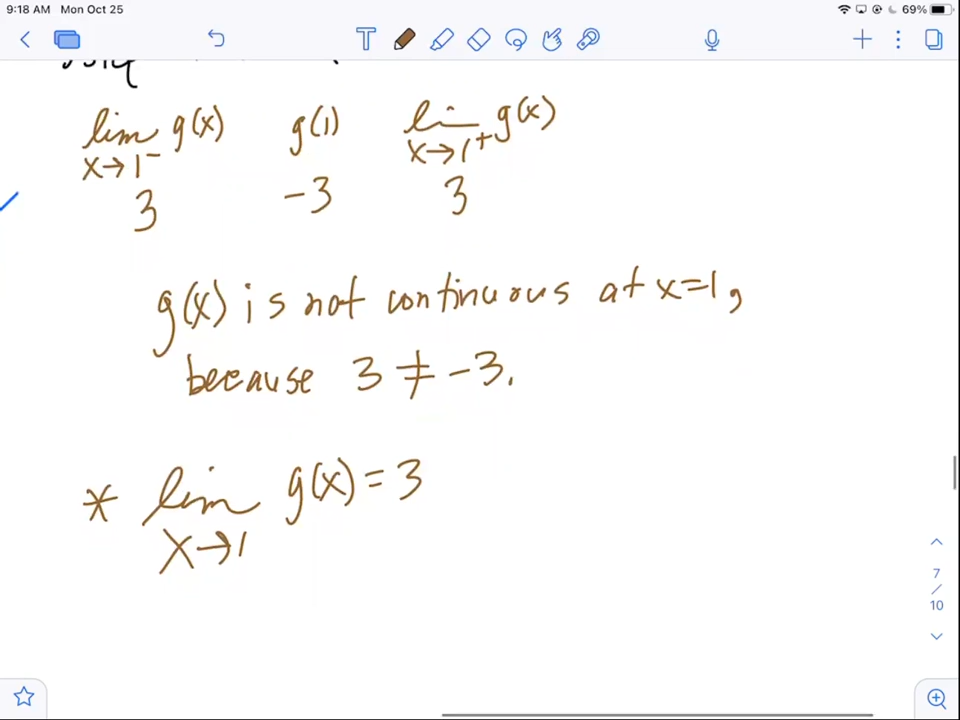 9:18 AM Mon Oct 25 69%
lim g(x) g(1) lim g(x)
x→1⁻ x→1⁺
3 -3 3
g(x) is not continuous at x=1,
because 3 ≠ -3.
* lim g(x) = 3
x→1
7
/
10